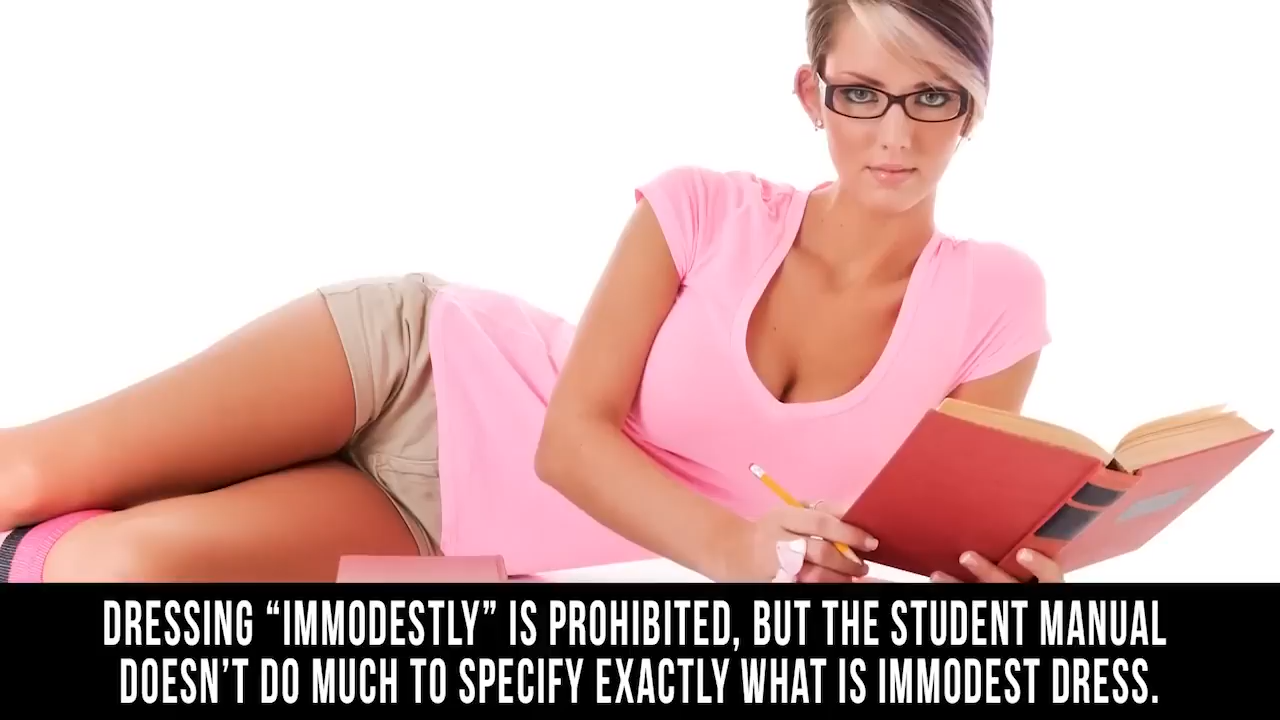 DRESSING “IMMODESTLY” IS PROHIBITED, BUT THE STUDENT MANUAL
DOESN’T DO MUCH TO SPECIFY EXACTLY WHAT IS IMMODEST DRESS.